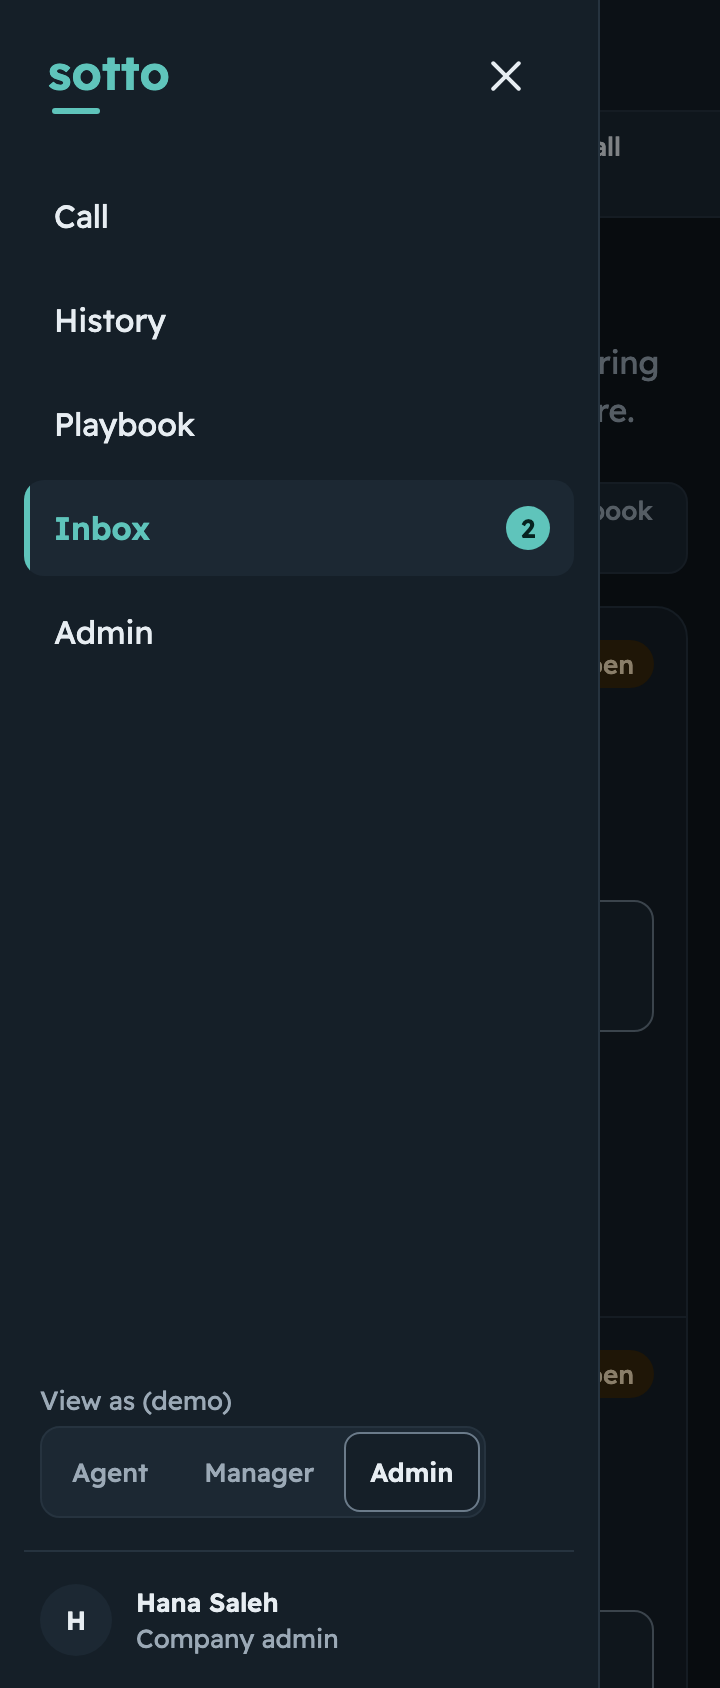 sotto
Call
History
Playbook
Inbox 2
Admin
View as (demo)
Agent Manager Admin
H
Hana Saleh
Company admin